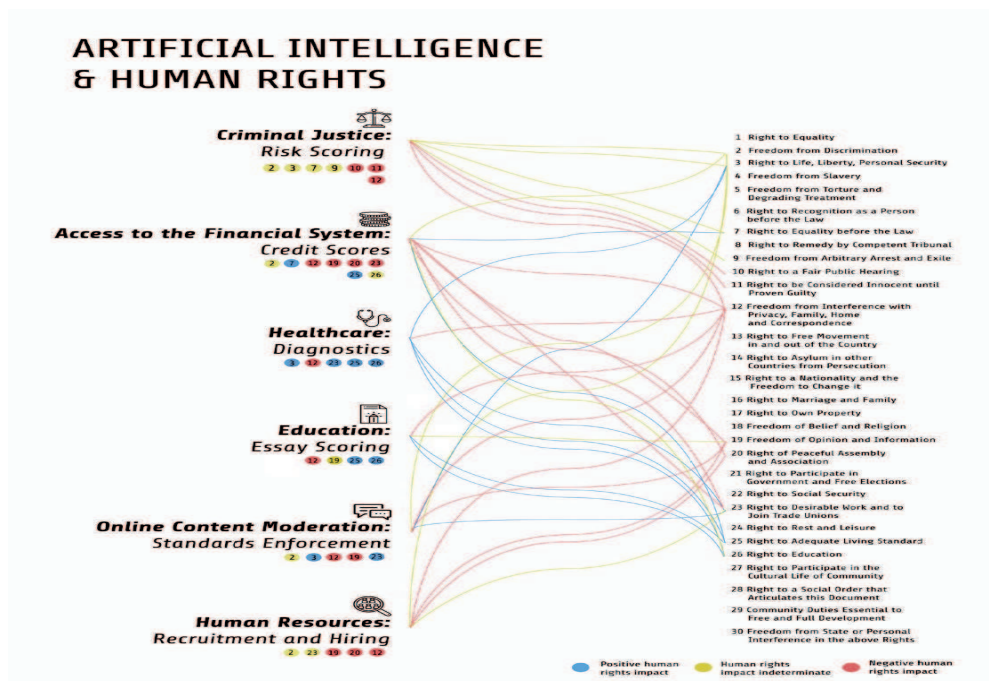 ARTIFICIAL INTELLIGENCE
& HUMAN RIGHTS
Criminal Justice:
Risk Scoring
2 3 7 9 10 11
12
Access to the Financial System:
Credit Scores
2 7 12 19 20 23
25 26
Healthcare:
Diagnostics
3 12 23 25 26
Education:
Essay Scoring
12 19 25 26
Online Content Moderation:
Standards Enforcement
2 3 12 19 23
Human Resources:
Recruitment and Hiring
2 23 19 20 12
1 Right to Equality
2 Freedom from Discrimination
3 Right to Life, Liberty, Personal Security
4 Freedom from Slavery
5 Freedom from Torture and
Degrading Treatment
6 Right to Recognition as a Person
before the Law
7 Right to Equality before the Law
8 Right to Remedy by Competent Tribunal
9 Freedom from Arbitrary Arrest and Exile
10 Right to a Fair Public Hearing
11 Right to be Considered Innocent until
Proven Guilty
12 Freedom from Interference with
Privacy, Family, Home
and Correspondence
13 Right to Free Movement
in and out of the Country
14 Right to Asylum in other
Countries from Persecution
15 Right to a Nationality and the
Freedom to Change it
16 Right to Marriage and Family
17 Right to Own Property
18 Freedom of Belief and Religion
19 Freedom of Opinion and Information
20 Right of Peaceful Assembly
and Association
21 Right to Participate in
Government and Free Elections
22 Right to Social Security
23 Right to Desirable Work and to
Join Trade Unions
24 Right to Rest and Leisure
25 Right to Adequate Living Standard
26 Right to Education
27 Right to Participate in the
Cultural Life of Community
28 Right to a Social Order that
Articulates this Document
29 Community Duties Essential to
Free and Full Development
30 Freedom from State or Personal
Interference in the above Rights
Positive human
rights impact
Human rights
impact indeterminate
Negative human
rights impact